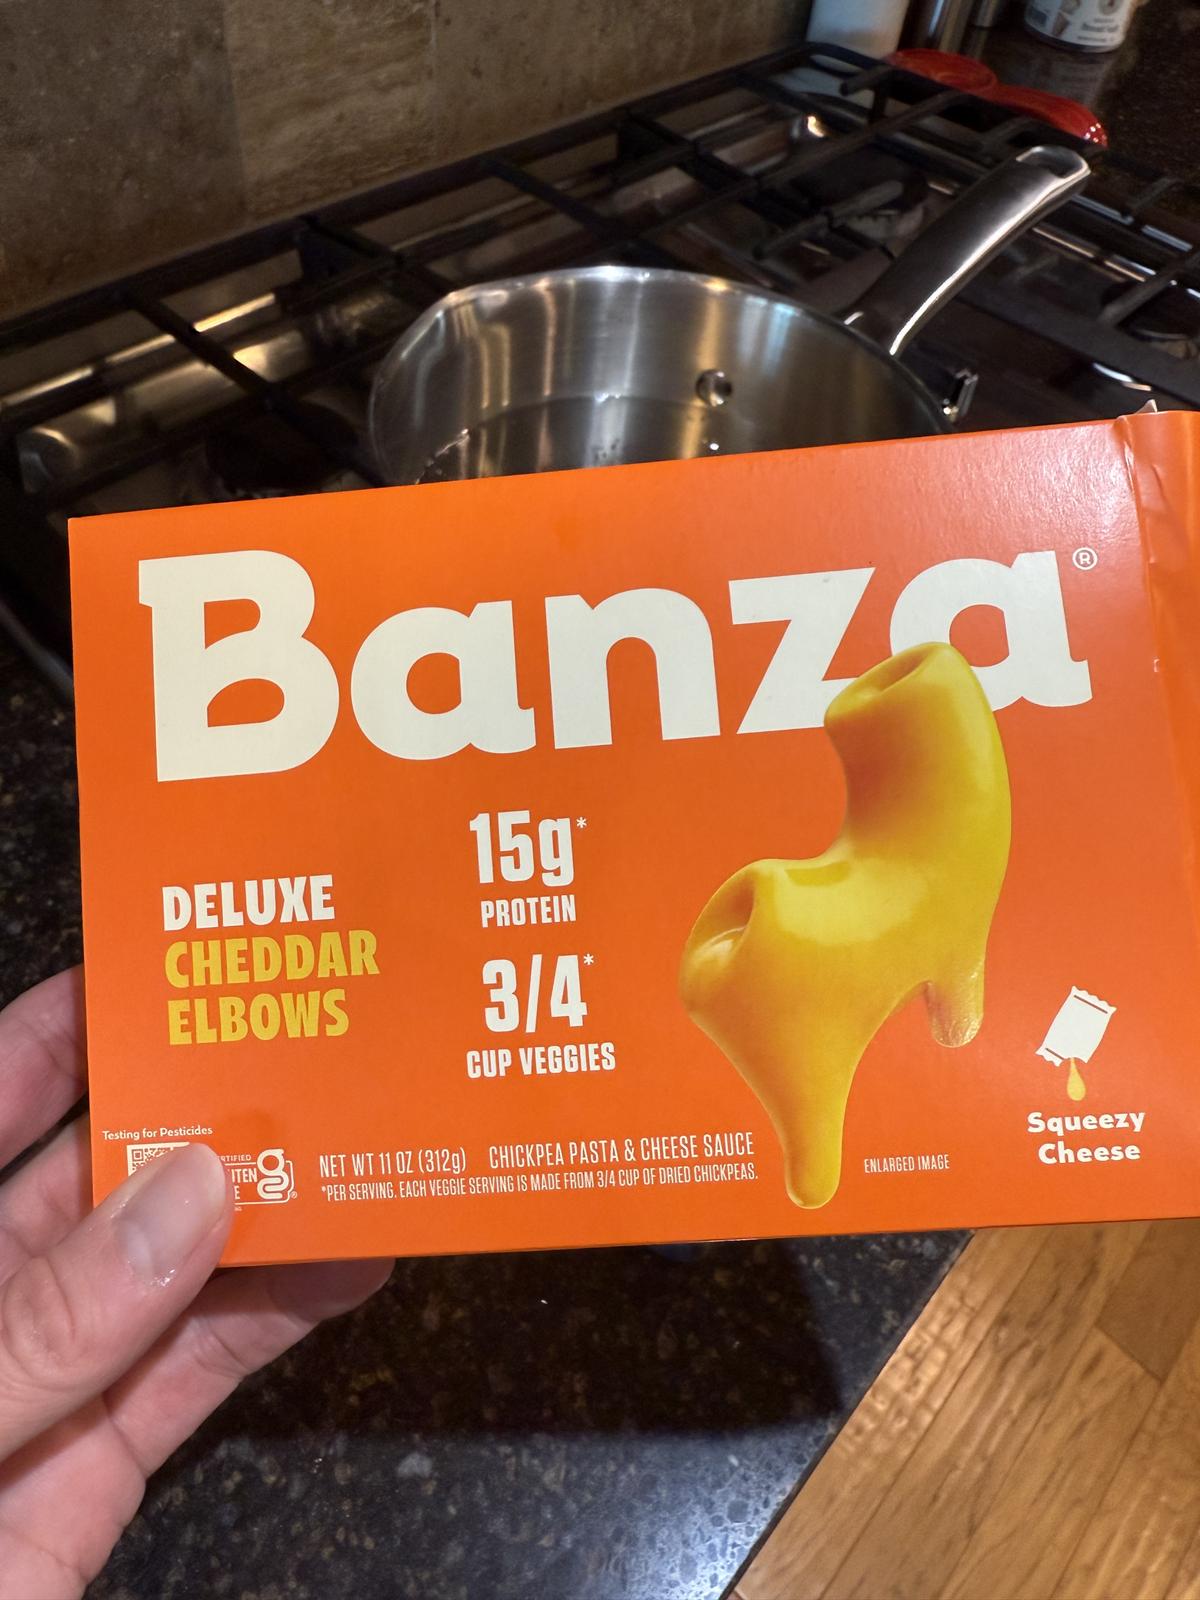 Banza®
15g*
PROTEIN
DELUXE
CHEDDAR
ELBOWS
3/4*
CUP VEGGIES
Squeezy
Cheese
Testing for Pesticides
NET WT 11 OZ (312g) CHICKPEA PASTA & CHEESE SAUCE
*PER SERVING. EACH VEGGIE SERVING IS MADE FROM 3/4 CUP OF DRIED CHICKPEAS.
ENLARGED IMAGE